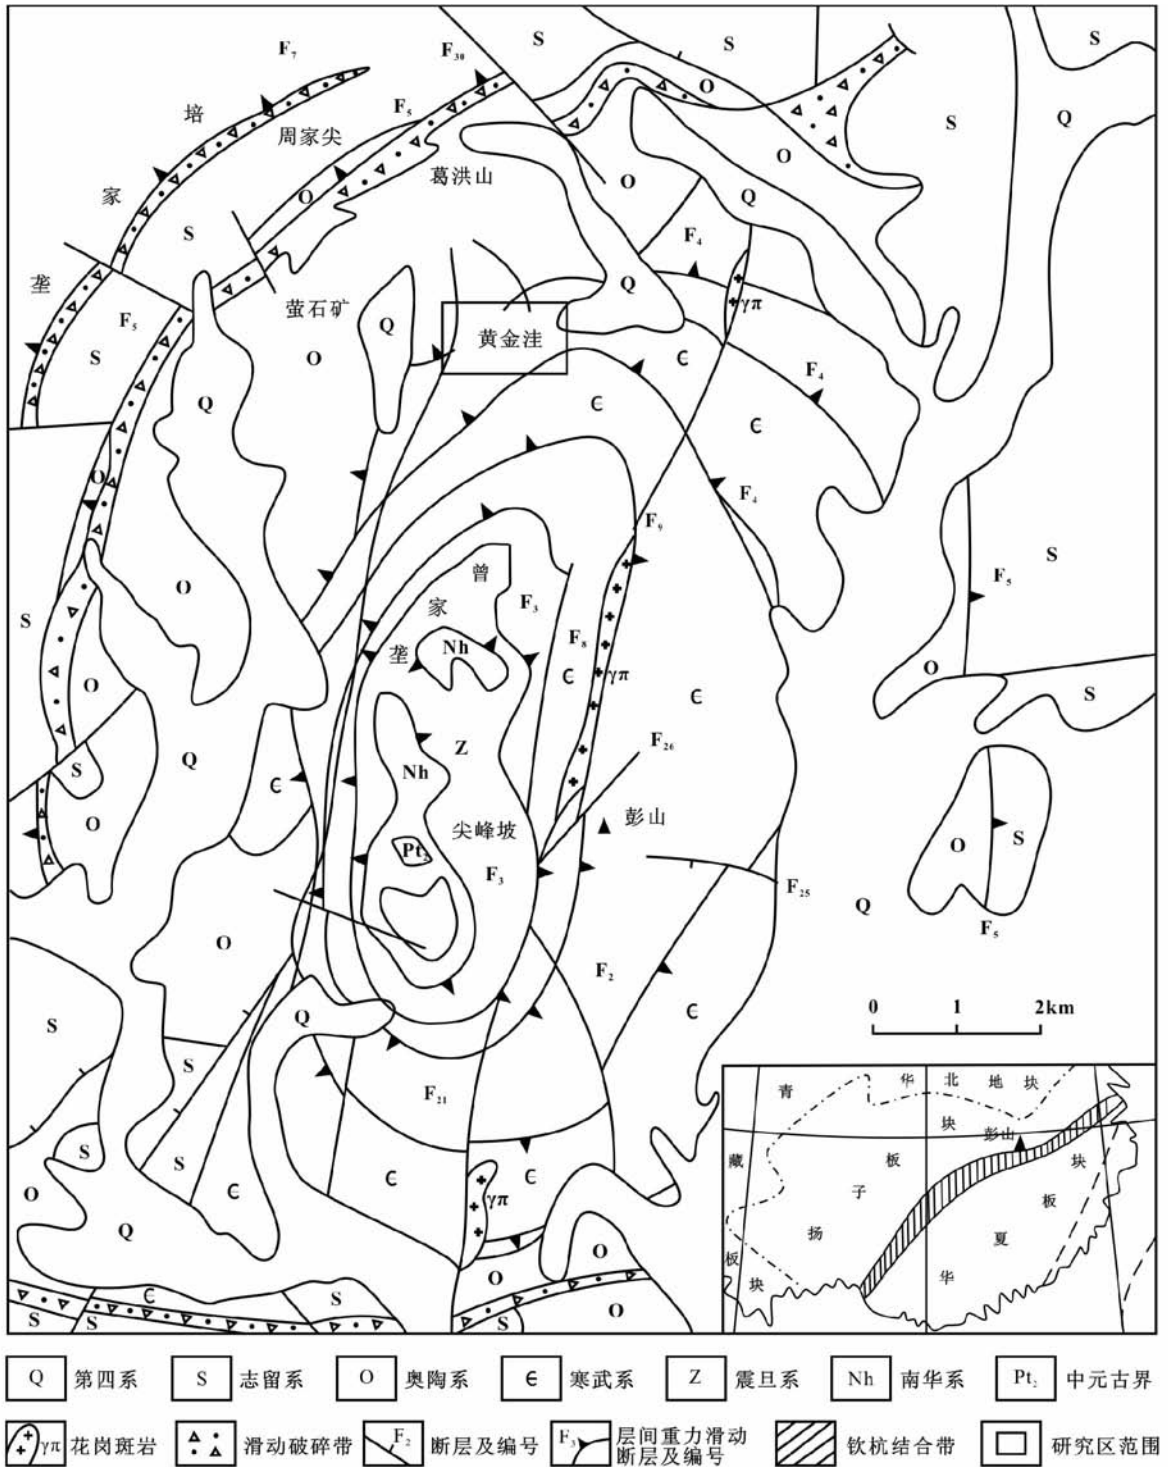 S
S
S
F₇
F₃₀
O
培
F₅
周家尖
S
Q
O
葛洪山
家
O
O
Q
S
F₄
垄
萤石矿
Q
γπ
F₅
Q
黄金洼
S
O
Є
F₄
Q
Є
Є
O
F₄
F₉
S
曾
F₅
O
家
F₃
S
F₈
垄
Nh
Є
γπ
O
O
Є
S
F₂₆
Z
Q
S
Nh
Є
彭山
O
尖峰坡
O
S
Pt₂
F₃
F₂₅
Q
F₅
O
F₂
Є
0 1 2km
S
Q
S
F₂₁
青
华
北
地
块
块
彭山
S
藏
板
块
S
Є
Є
Є
γπ
子
板
O
Q
扬
夏
O
板
O
块
华
Є
S
O
S
S
S
Q 第四系
S 志留系
O 奥陶系
Є 寒武系
Z 震旦系
Nh 南华系
Pt₂ 中元古界
γπ 花岗斑岩
滑动破碎带
F₂ 断层及编号
F₃ 层间重力滑动
断层及编号
钦杭结合带
研究区范围